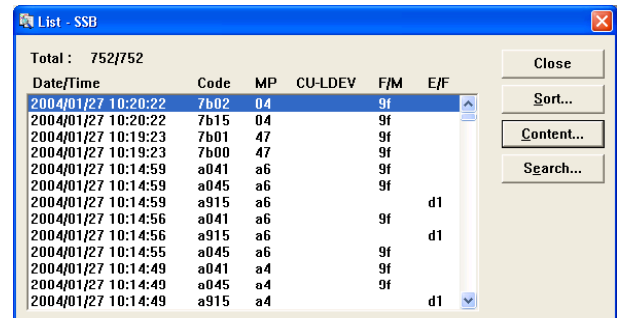 List - SSB
Total : 752/752
Close
Date/Time Code MP CU-LDEV F/M E/F
Sort...
2004/01/27 10:20:22 7b02 04 9f
2004/01/27 10:20:22 7b15 04 9f
Content...
2004/01/27 10:19:23 7b01 47 9f
2004/01/27 10:19:23 7b00 47 9f
Search...
2004/01/27 10:14:59 a041 a6 9f
2004/01/27 10:14:59 a045 a6 9f
2004/01/27 10:14:59 a915 a6 d1
2004/01/27 10:14:56 a041 a6 9f
2004/01/27 10:14:56 a915 a6 d1
2004/01/27 10:14:55 a045 a6 9f
2004/01/27 10:14:49 a041 a4 9f
2004/01/27 10:14:49 a045 a4 9f
2004/01/27 10:14:49 a915 a4 d1